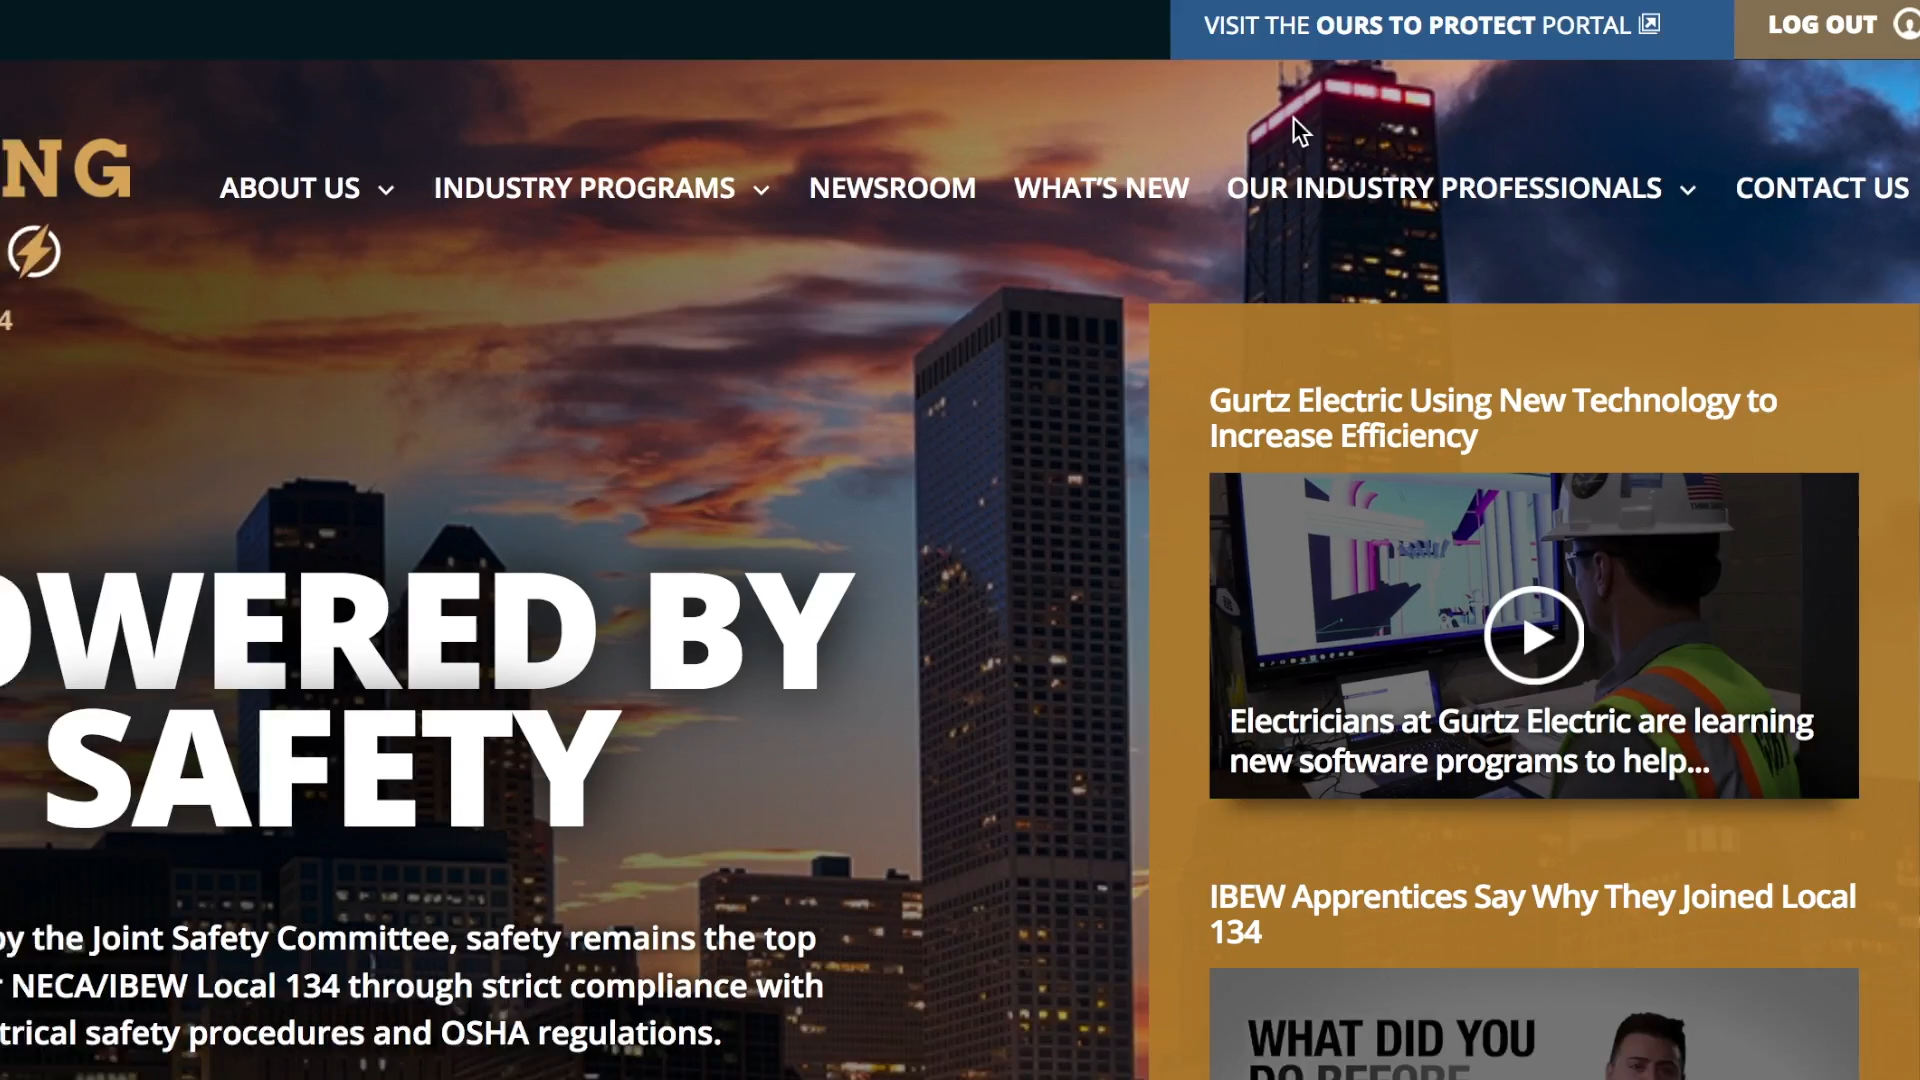 VISIT THE OURS TO PROTECT PORTAL
LOG OUT
NG
ABOUT US
INDUSTRY PROGRAMS
NEWSROOM
WHAT'S NEW
OUR INDUSTRY PROFESSIONALS
CONTACT US
4
OWERED BY
SAFETY
by the Joint Safety Committee, safety remains the top
r NECA/IBEW Local 134 through strict compliance with
trical safety procedures and OSHA regulations.
Gurtz Electric Using New Technology to
Increase Efficiency
Electricians at Gurtz Electric are learning
new software programs to help...
IBEW Apprentices Say Why They Joined Local
134
WHAT DID YOU
DO BEFORE